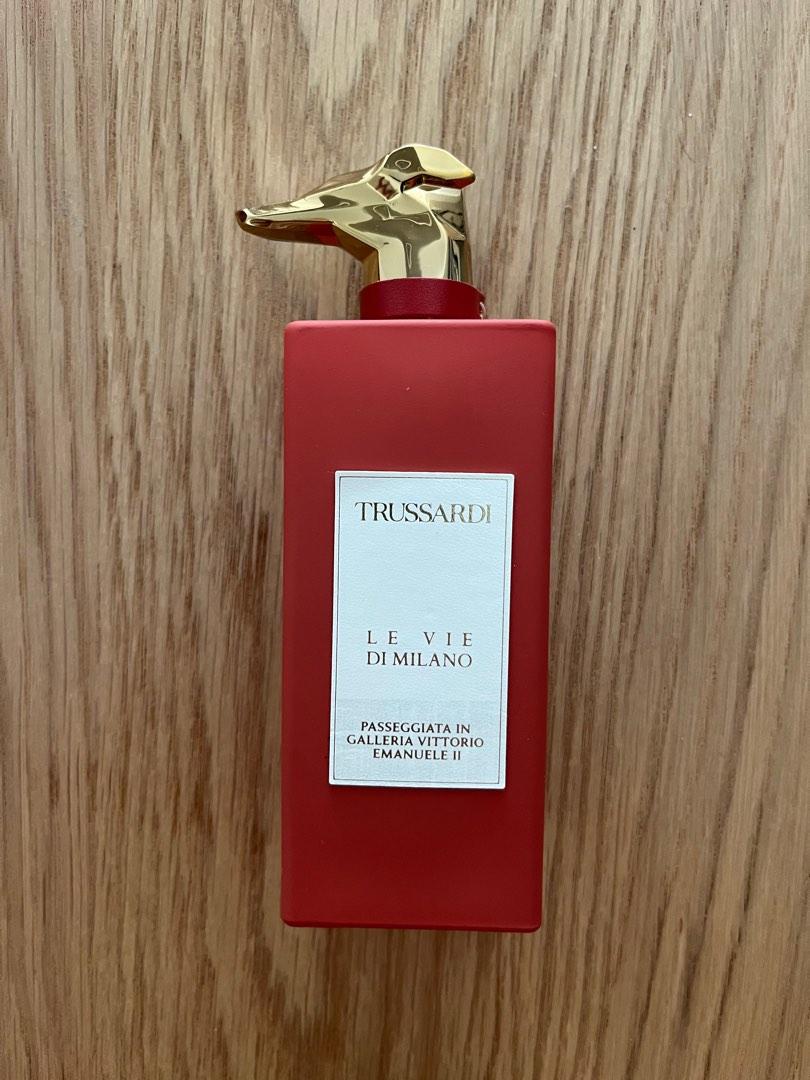 TRUSSARDI
LE VIE
DI MILANO
PASSEGGIATA IN
GALLERIA VITTORIO
EMANUELE II